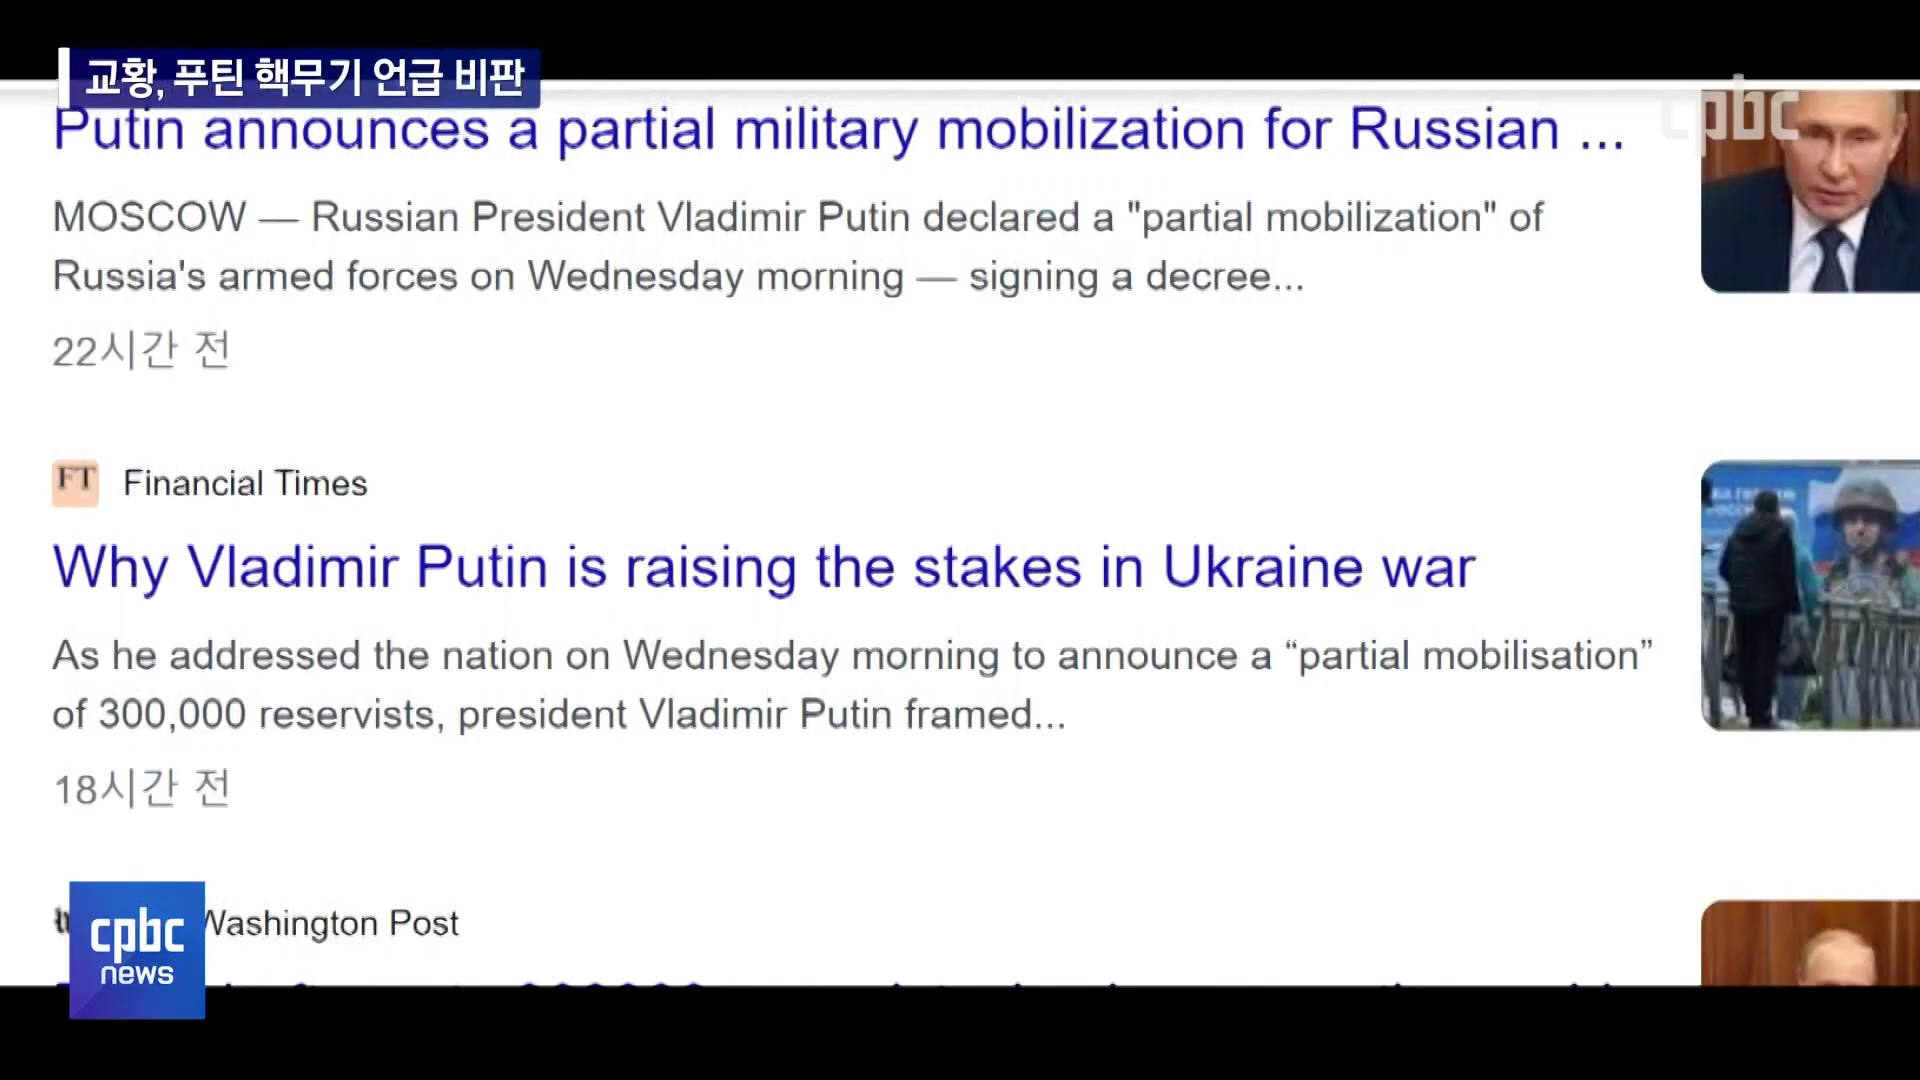 교황, 푸틴 핵무기 언급 비판
cpbc
Putin announces a partial military mobilization for Russian ...
MOSCOW — Russian President Vladimir Putin declared a "partial mobilization" of
Russia's armed forces on Wednesday morning — signing a decree...
22시간 전
FT Financial Times
Why Vladimir Putin is raising the stakes in Ukraine war
As he addressed the nation on Wednesday morning to announce a “partial mobilisation”
of 300,000 reservists, president Vladimir Putin framed...
18시간 전
Washington Post
cpbc
news